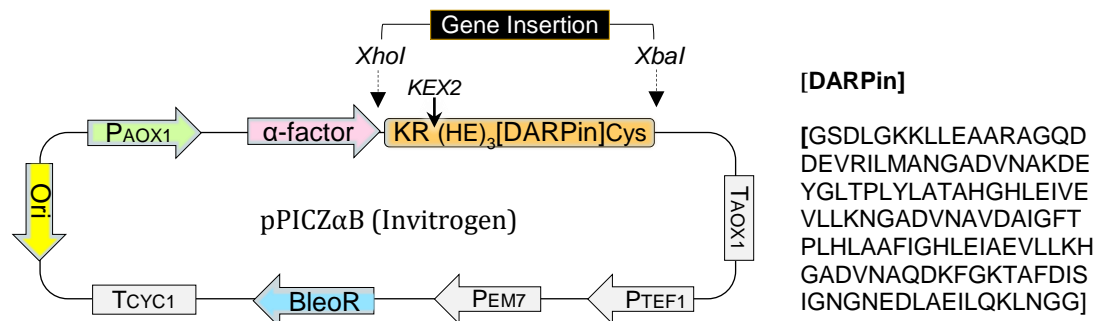 Gene Insertion
XhoI
XbaI
KEX2
PAOX1
α-factor
KR (HE)3[DARPin]Cys
Ori
TAOX1
pPICZαB (Invitrogen)
TCYC1
BleoR
PEM7
PTEF1
[DARPin]
[GSDLGKKLLEAARAGQD
DEVRILMANGADVNAKDE
YGLTPLYLATAHGHLEIVE
VLLKNGADVNAVDAIGFT
PLHLAAFIGHLEIAEVLLKH
GADVNAQDKFGKTAFDIS
IGNGNEDLAEILQKLNGG]